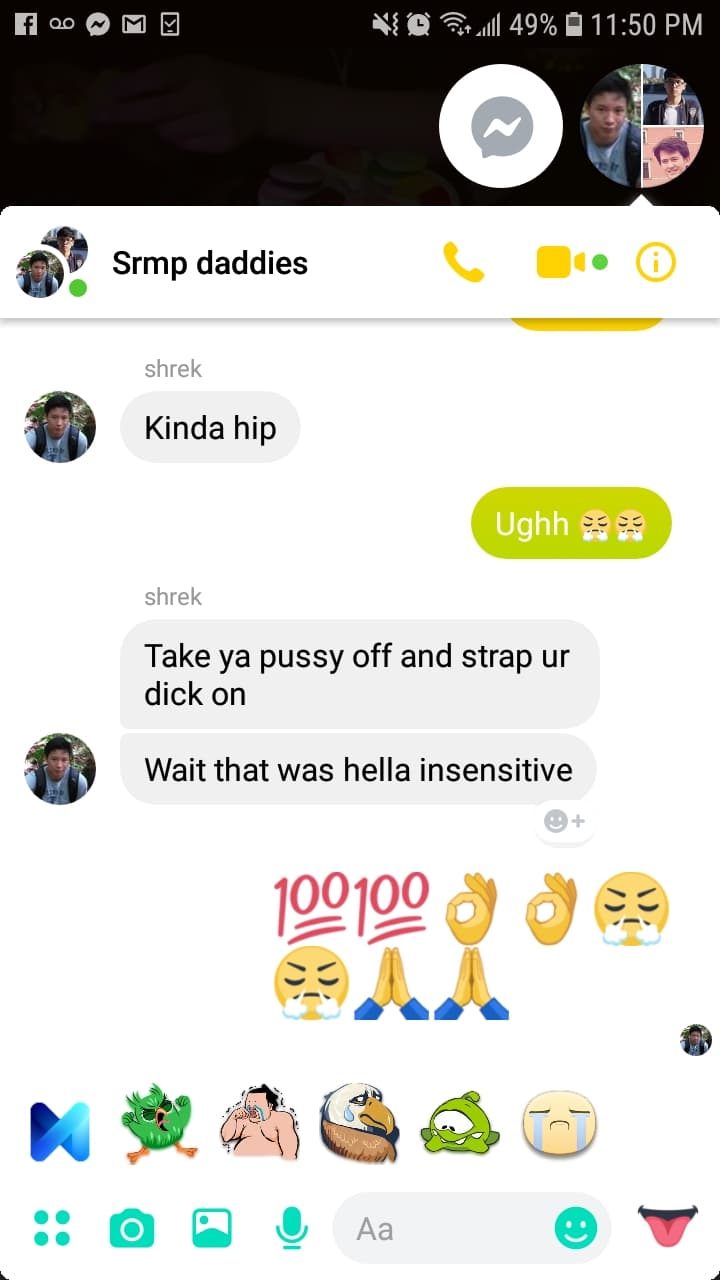 49% 11:50 PM
Srmp daddies
shrek
Kinda hip
Ughh 😤😤
shrek
Take ya pussy off and strap ur
dick on
Wait that was hella insensitive
💯💯👌👌😤
😤🙏🙏
Aa